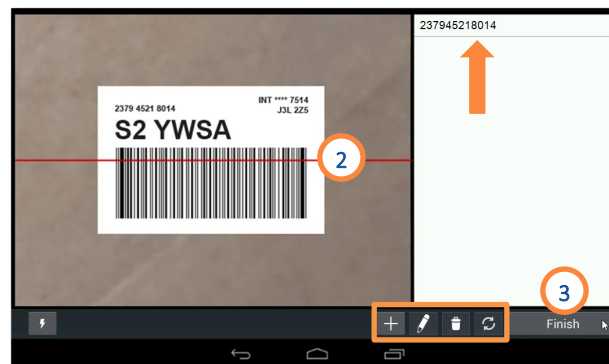 237945218014
2379 4521 8014
INT **** 7514
J3L 2Z5
S2 YWSA
2
3
Finish